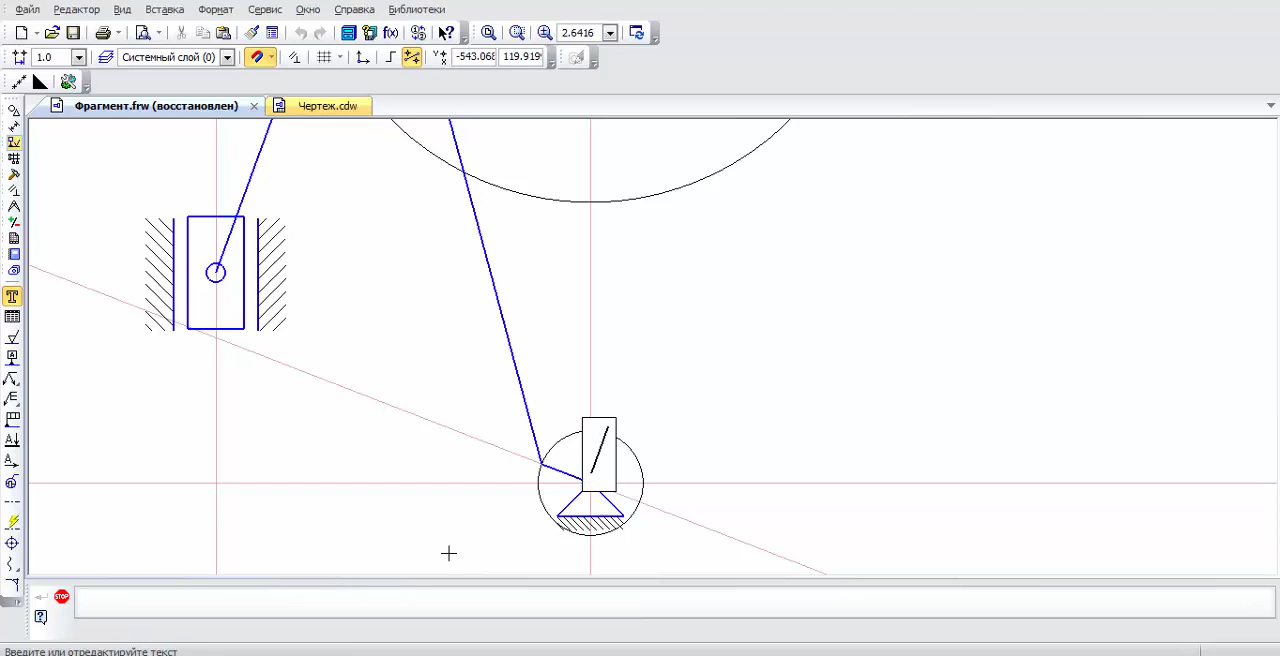 Файл Редактор Вид Вставка Формат Сервис Окно Справка Библиотеки
f(x) 2.6416
1.0 Системный слой (0) -543.068 119.919
Фрагмент.frw (восстановлен) Чертеж.cdw
STOP
Введите или отредактируйте текст